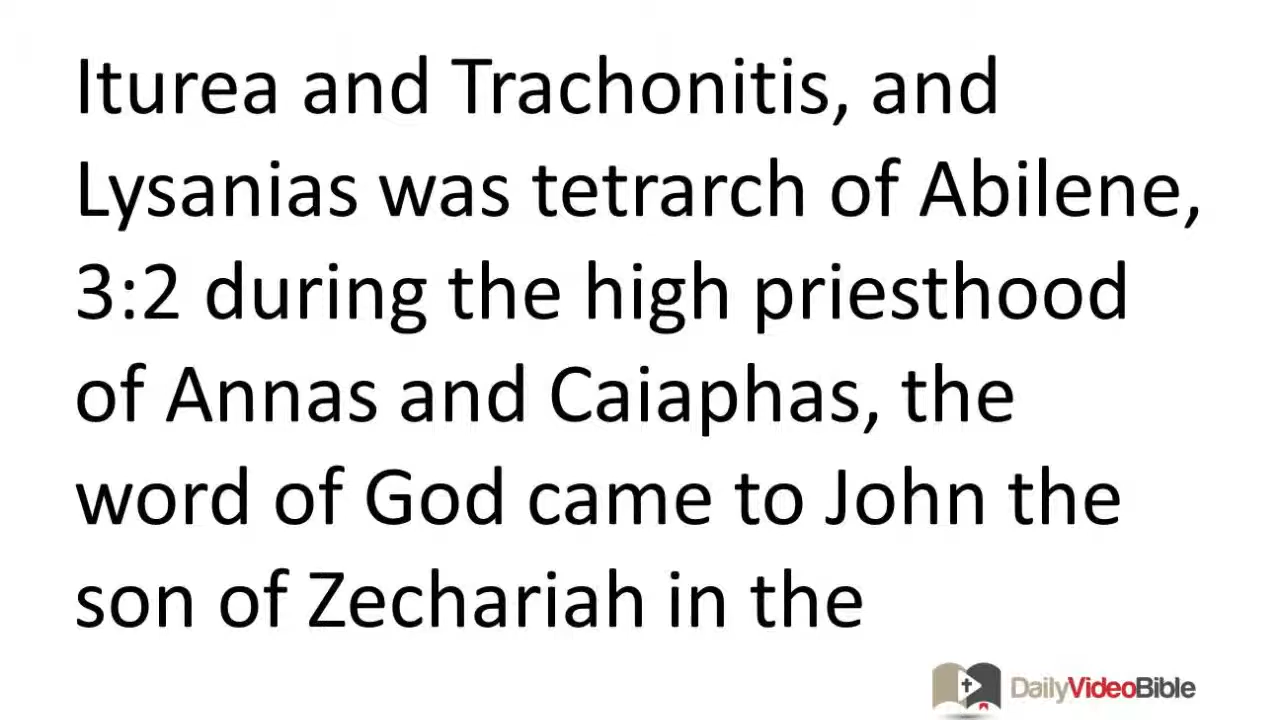 Iturea and Trachonitis, and
Lysanias was tetrarch of Abilene,
3:2 during the high priesthood
of Annas and Caiaphas, the
word of God came to John the
son of Zechariah in the
DailyVideoBible